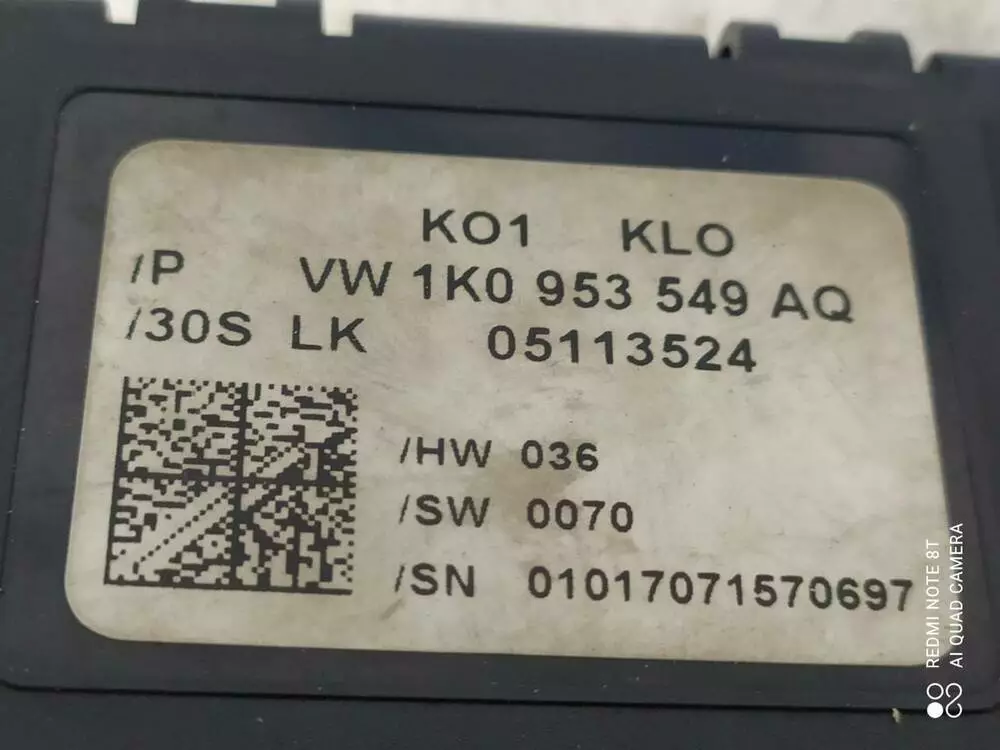 KO1 KLO
/P VW 1K0 953 549 AQ
/30S LK 05113524
/HW 036
/SW 0070
/SN 01017071570697
REDMI NOTE 8T
AI QUAD CAMERA